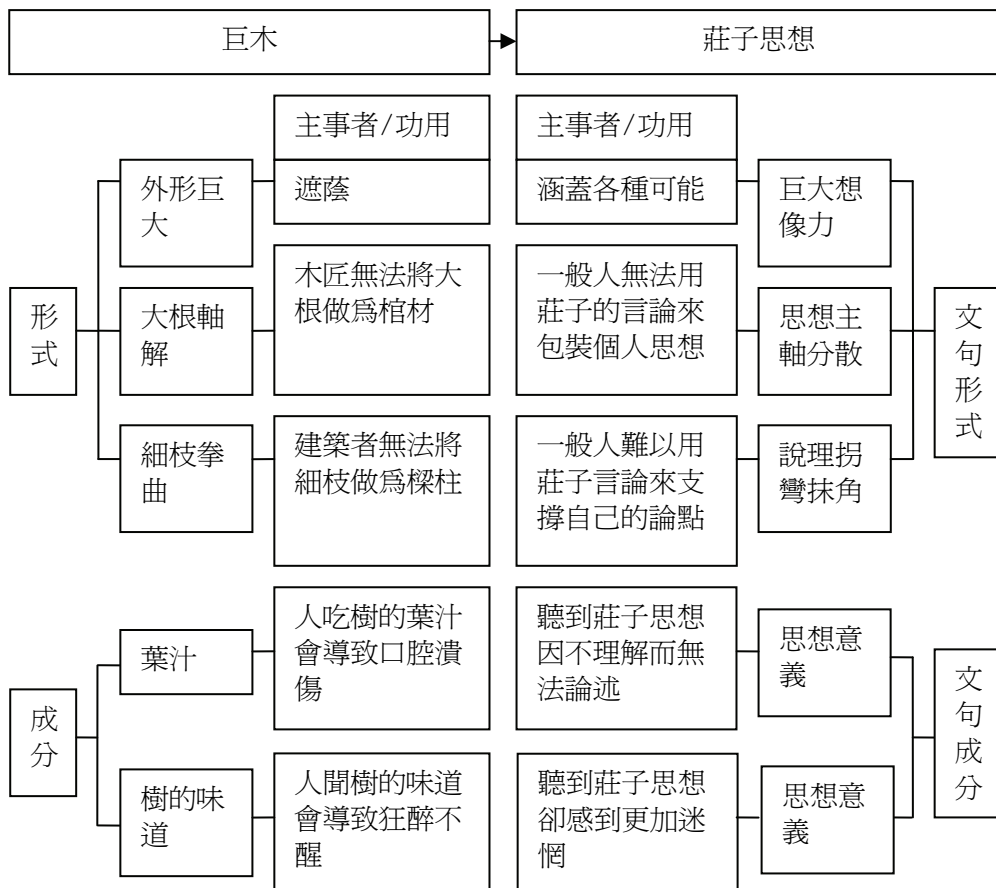 巨木
莊子思想
主事者/功用
主事者/功用
外形巨
大
遮蔭
涵蓋各種可能
巨大想
像力
形
式
大根軸
解
木匠無法將大
根做爲棺材
一般人無法用
莊子的言論來
包裝個人思想
思想主
軸分散
文
句
形
式
細枝拳
曲
建築者無法將
細枝做爲樑柱
一般人難以用
莊子言論來支
撐自己的論點
說理拐
彎抹角
成
分
葉汁
人吃樹的葉汁
會導致口腔潰
傷
聽到莊子思想
因不理解而無
法論述
思想意
義
文
句
成
分
樹的味
道
人聞樹的味道
會導致狂醉不
醒
聽到莊子思想
卻感到更加迷
惘
思想意
義